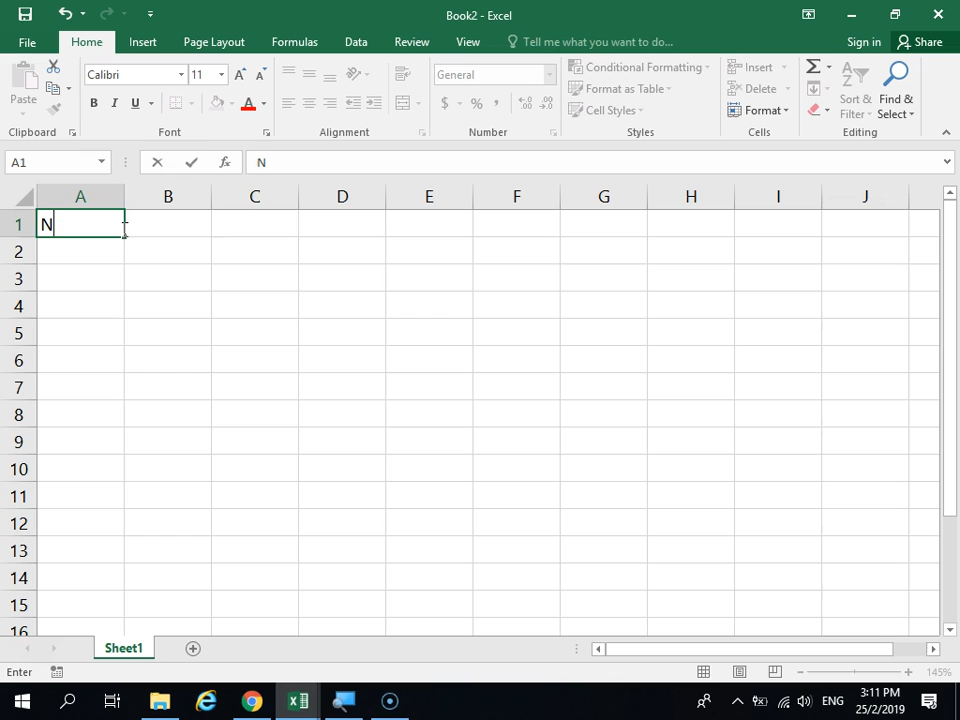 Book2 - Excel
File Home Insert Page Layout Formulas Data Review View Tell me what you want to do... Sign in Share
Paste
Calibri 11 A A
B I U A
General
$ % , .00 .0
Conditional Formatting
Format as Table
Cell Styles
Insert
Delete
Format
Σ
Sort & Filter
Find & Select
Clipboard Font Alignment Number Styles Cells Editing
A1 fx N
A B C D E F G H I J
1 N
2
3
4
5
6
7
8
9
10
11
12
13
14
15
16
Sheet1
Enter 145%
ENG 3:11 PM
25/2/2019